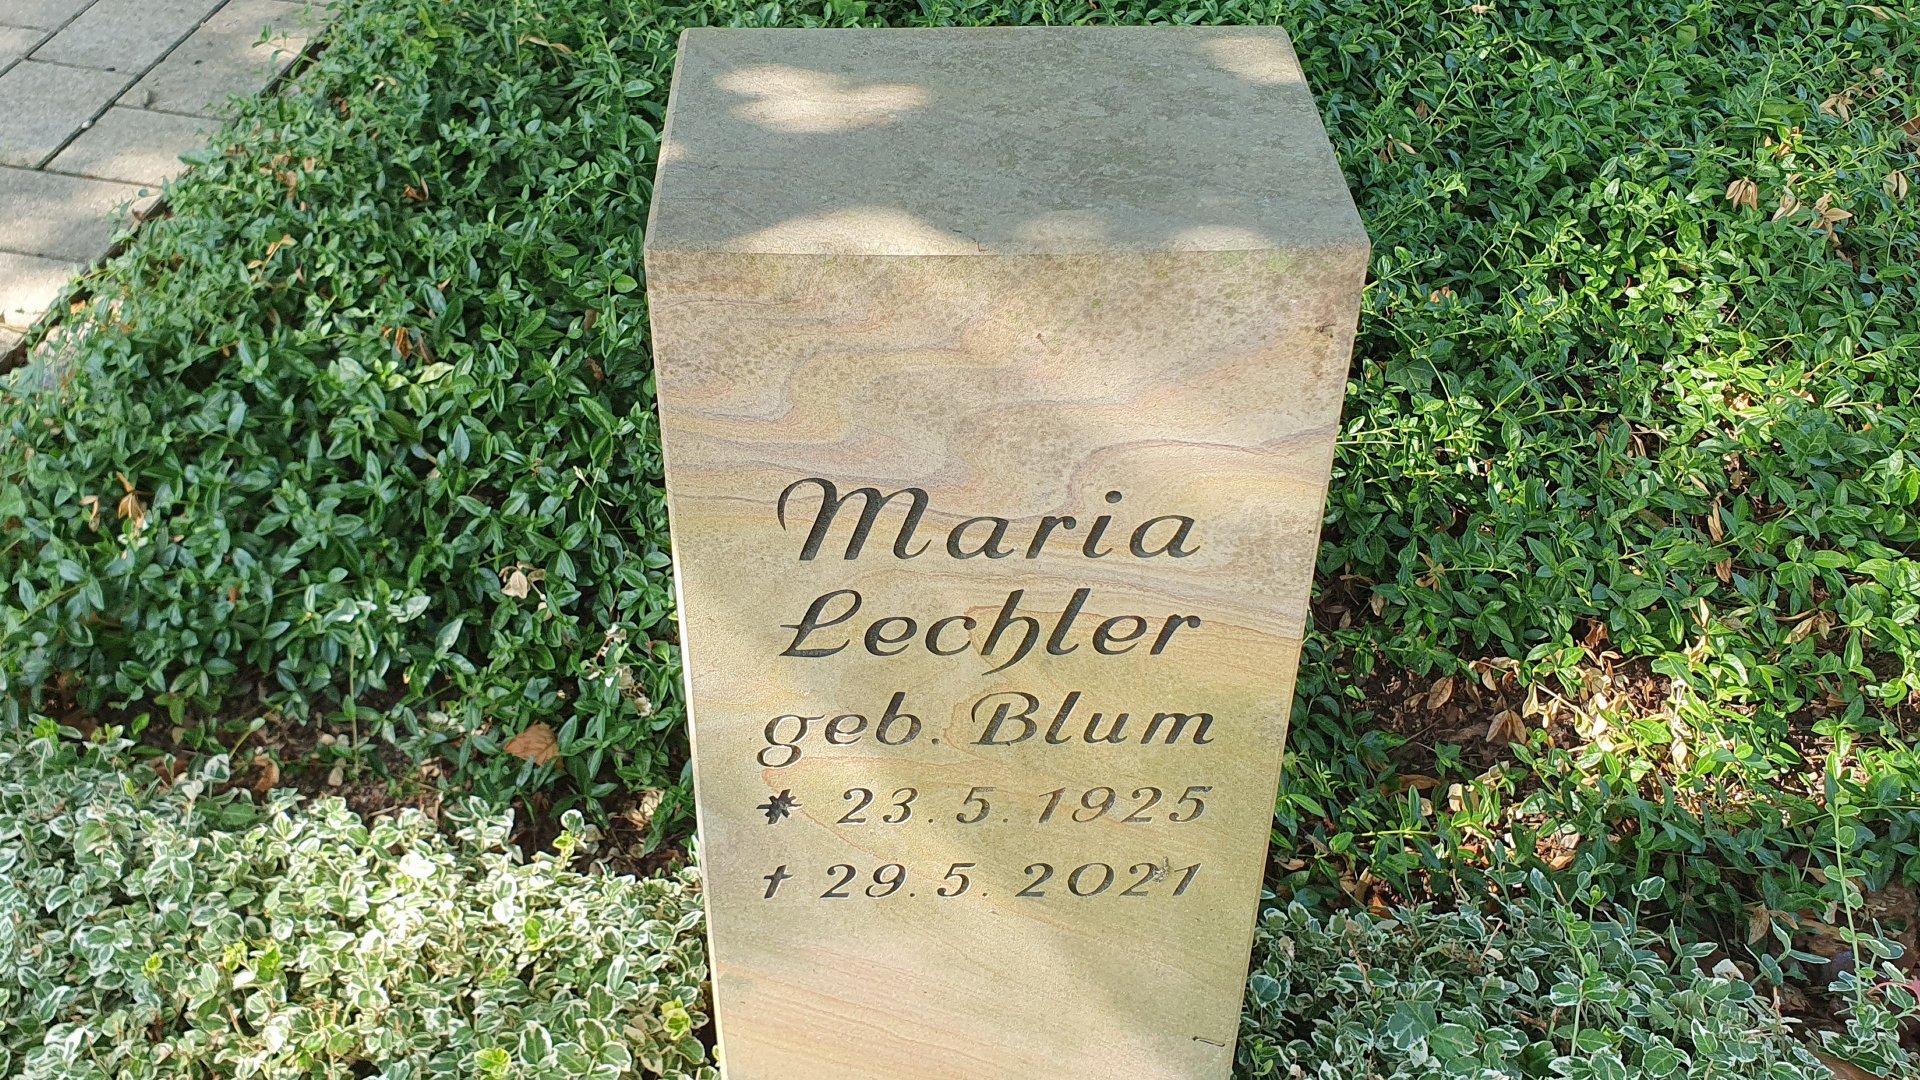 Maria
Lechler
geb. Blum
* 23. 5. 1925
† 29. 5. 2021